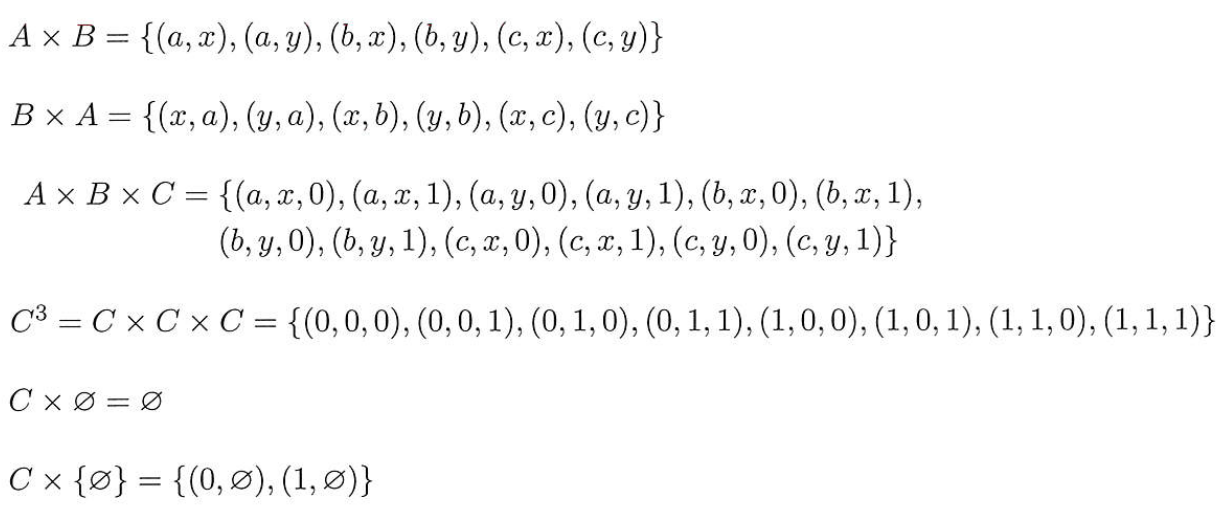 A × B = {(a, x), (a, y), (b, x), (b, y), (c, x), (c, y)}
B × A = {(x, a), (y, a), (x, b), (y, b), (x, c), (y, c)}
A × B × C = {(a, x, 0), (a, x, 1), (a, y, 0), (a, y, 1), (b, x, 0), (b, x, 1),
(b, y, 0), (b, y, 1), (c, x, 0), (c, x, 1), (c, y, 0), (c, y, 1)}
C³ = C × C × C = {(0, 0, 0), (0, 0, 1), (0, 1, 0), (0, 1, 1), (1, 0, 0), (1, 0, 1), (1, 1, 0), (1, 1, 1)}
C × ∅ = ∅
C × {∅} = {(0, ∅), (1, ∅)}